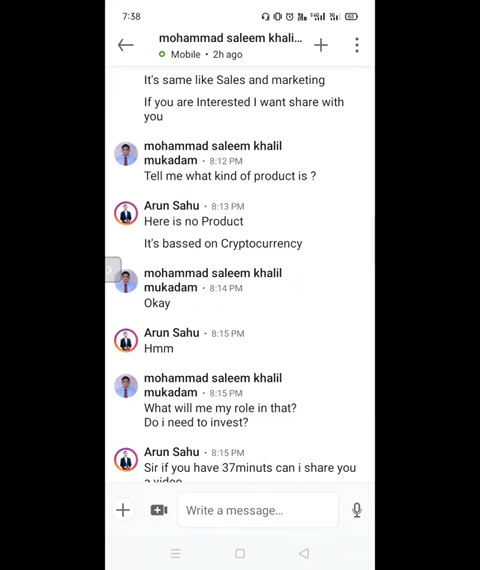 7:38
mohammad saleem khali...
Mobile • 2h ago
It's same like Sales and marketing
If you are Interested I want share with
you
mohammad saleem khalil
mukadam • 8:12 PM
Tell me what kind of product is ?
Arun Sahu • 8:13 PM
Here is no Product
It's bassed on Cryptocurrency
mohammad saleem khalil
mukadam • 8:14 PM
Okay
Arun Sahu • 8:15 PM
Hmm
mohammad saleem khalil
mukadam • 8:15 PM
What will me my role in that?
Do i need to invest?
Arun Sahu • 8:15 PM
Sir if you have 37minuts can i share you
a video
Write a message...